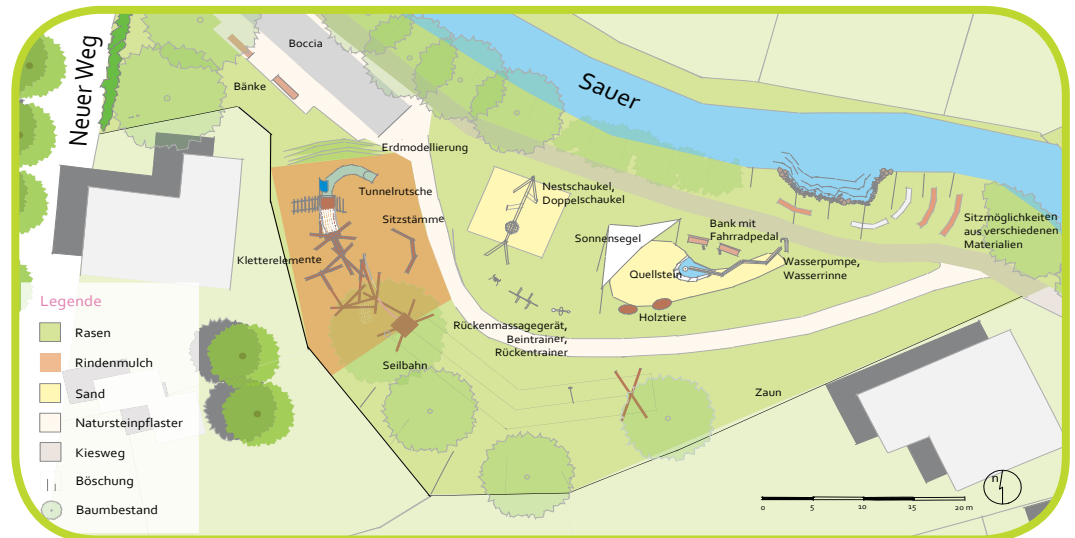 Neuer Weg
Boccia
Sauer
Bänke
Erdmodellierung
Tunnelrutsche
Nestschaukel,
Doppelschaukel
Sitzstämme
Bank mit
Fahrradpedal
Sitzmöglichkeiten
aus verschiedenen
Materialien
Sonnensegel
Kletterelemente
Quellstein
Wasserpumpe,
Wasserrinne
Holztiere
Rückenmassagegerät,
Beintrainer,
Rückentrainer
Seilbahn
Zaun
Legende
Rasen
Rindenmulch
Sand
Natursteinpflaster
Kiesweg
Böschung
Baumbestand
n
0 5 10 15 20 m